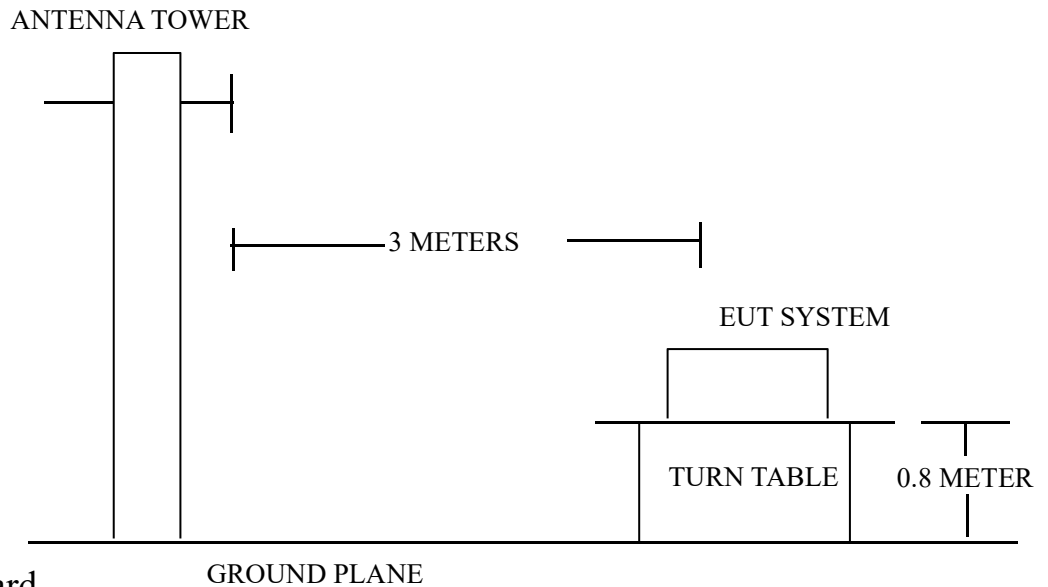 ANTENNA TOWER
3 METERS
EUT SYSTEM
TURN TABLE
0.8 METER
GROUND PLANE